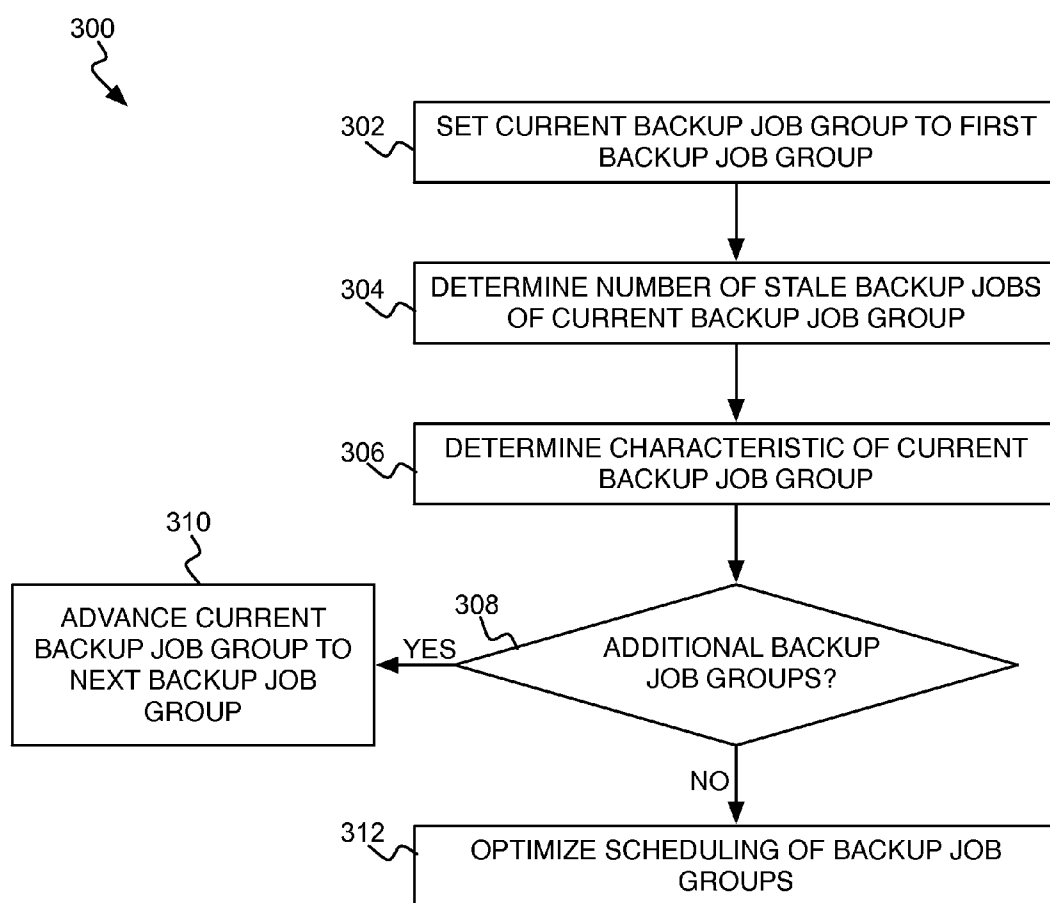 300
302
SET CURRENT BACKUP JOB GROUP TO FIRST
BACKUP JOB GROUP
304
DETERMINE NUMBER OF STALE BACKUP JOBS
OF CURRENT BACKUP JOB GROUP
306
DETERMINE CHARACTERISTIC OF CURRENT
BACKUP JOB GROUP
310
ADVANCE CURRENT
BACKUP JOB GROUP TO
NEXT BACKUP JOB
GROUP
YES
308
ADDITIONAL BACKUP
JOB GROUPS?
NO
312
OPTIMIZE SCHEDULING OF BACKUP JOB
GROUPS